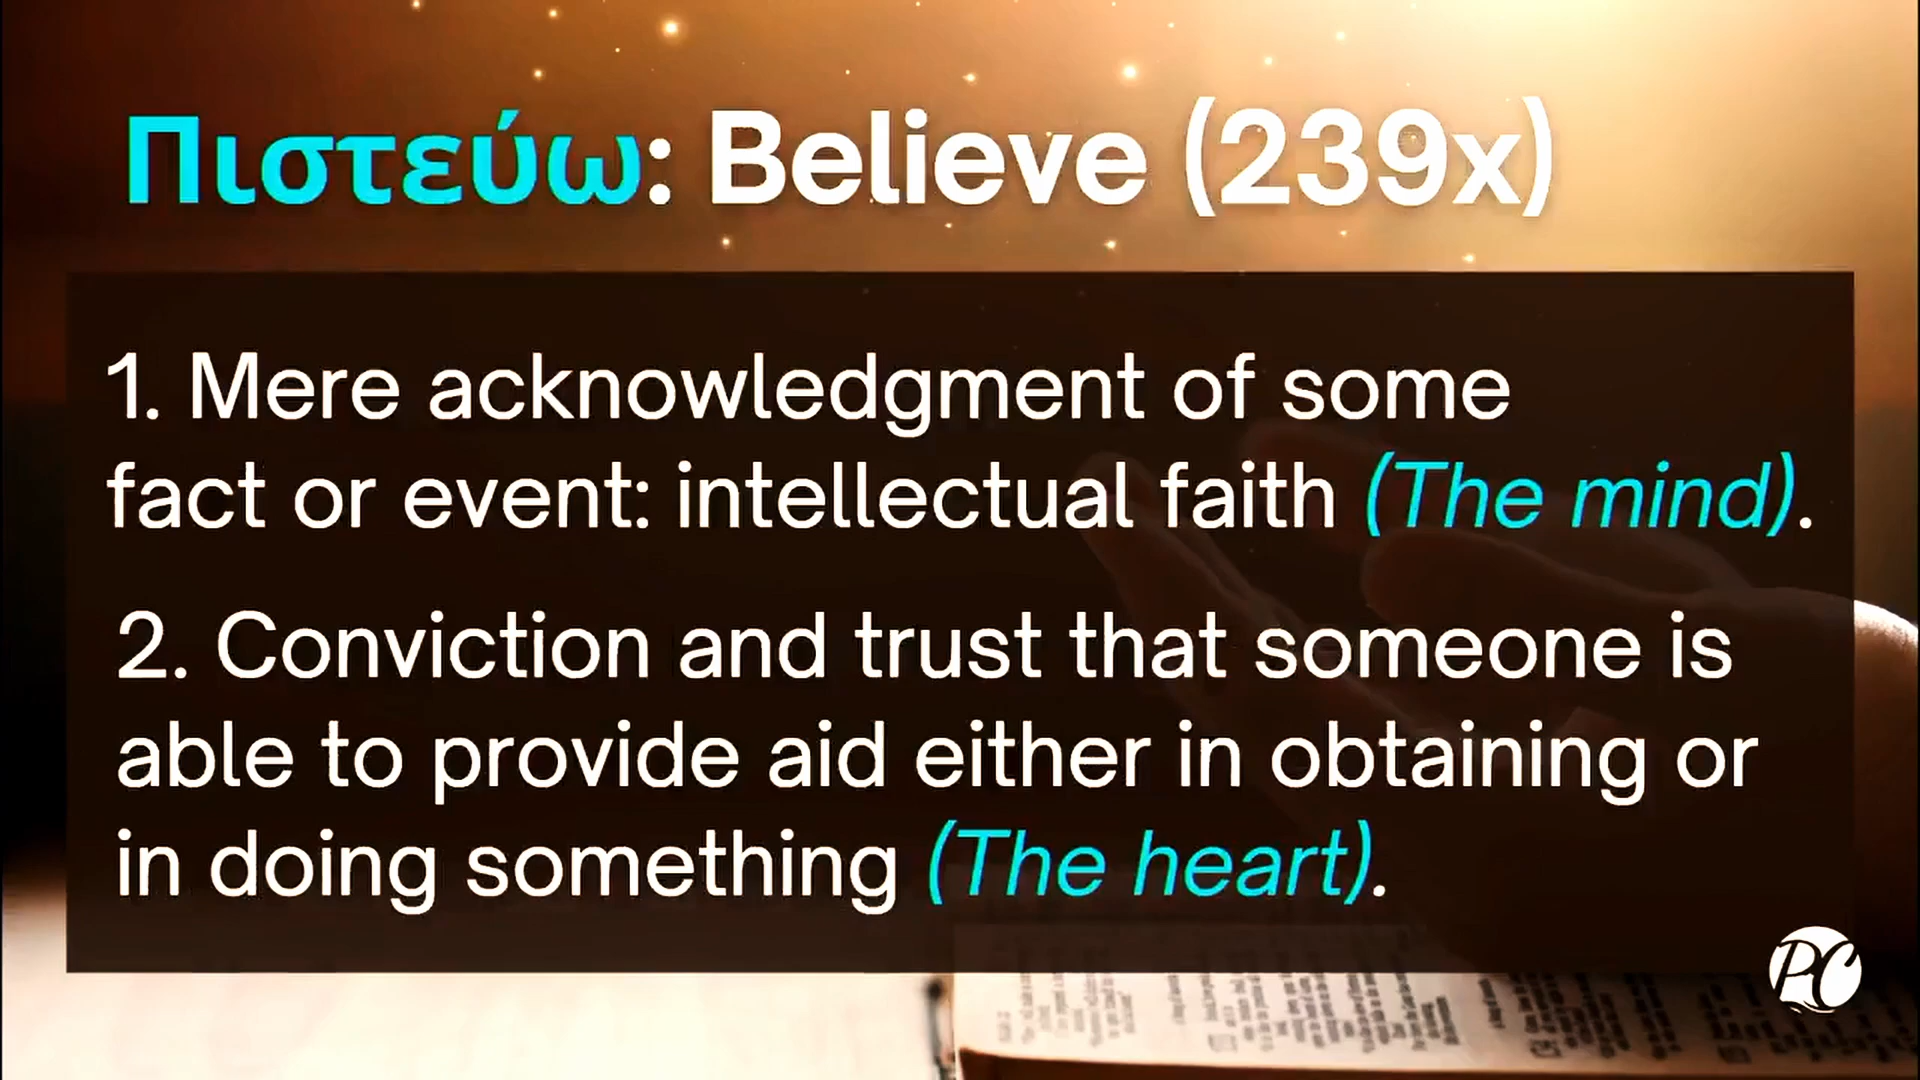 Πιστεύω: Believe (239x)
1. Mere acknowledgment of some
fact or event: intellectual faith (The mind).
2. Conviction and trust that someone is
able to provide aid either in obtaining or
in doing something (The heart).